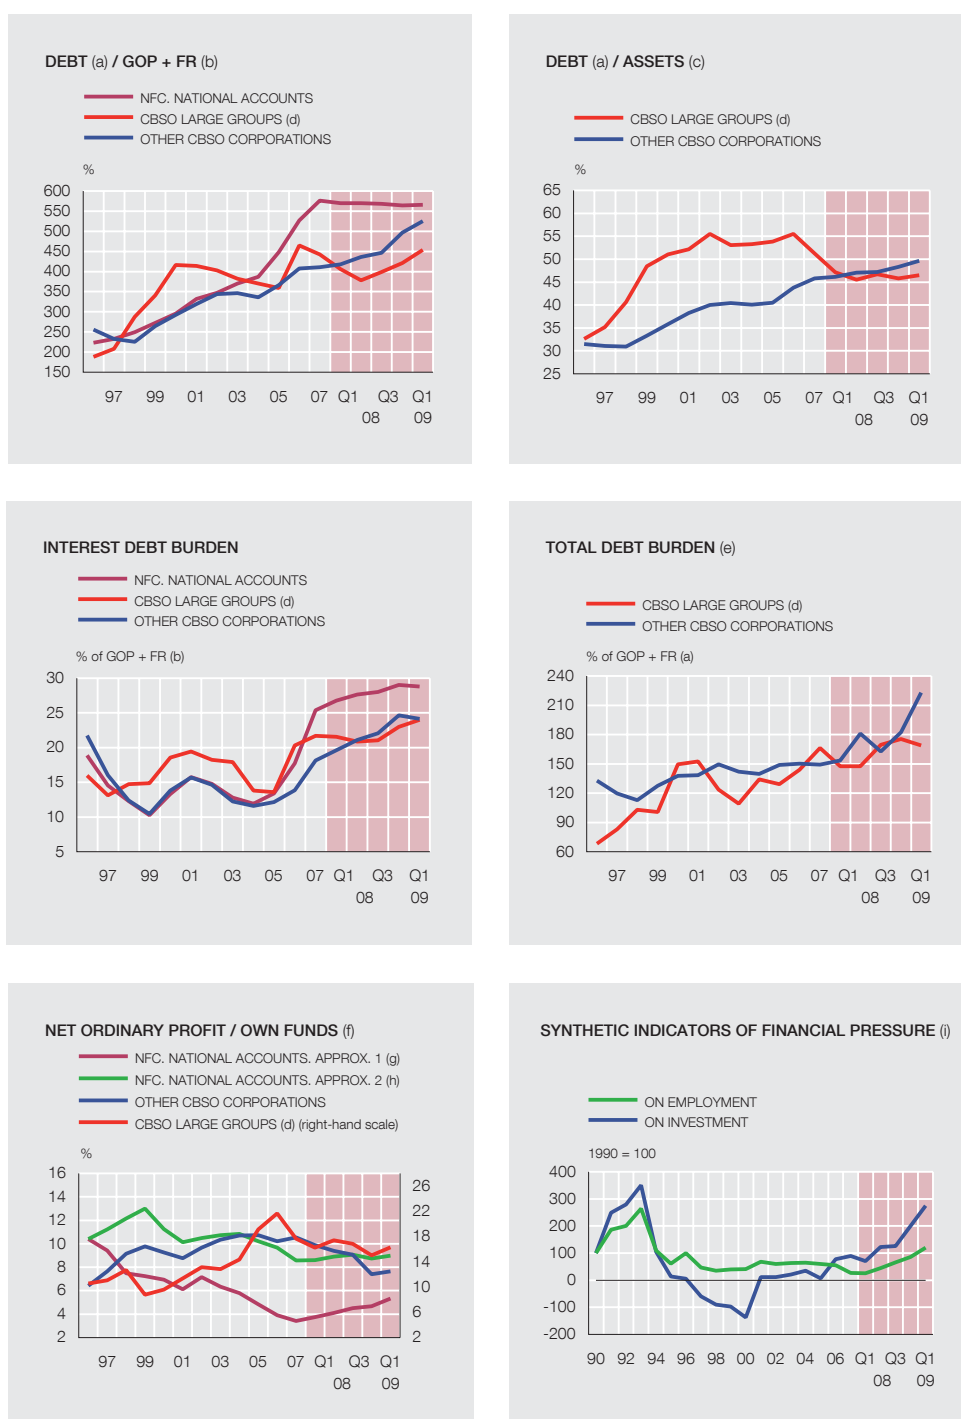 DEBT (a) / GOP + FR (b)
NFC. NATIONAL ACCOUNTS
CBSO LARGE GROUPS (d)
OTHER CBSO CORPORATIONS
%
600
550
500
450
400
350
300
250
200
150
97 99 01 03 05 07 Q1 Q3 Q1
08 09
DEBT (a) / ASSETS (c)
CBSO LARGE GROUPS (d)
OTHER CBSO CORPORATIONS
%
65
60
55
50
45
40
35
30
25
97 99 01 03 05 07 Q1 Q3 Q1
08 09
INTEREST DEBT BURDEN
NFC. NATIONAL ACCOUNTS
CBSO LARGE GROUPS (d)
OTHER CBSO CORPORATIONS
% of GOP + FR (b)
30
25
20
15
10
5
97 99 01 03 05 07 Q1 Q3 Q1
08 09
TOTAL DEBT BURDEN (e)
CBSO LARGE GROUPS (d)
OTHER CBSO CORPORATIONS
% of GOP + FR (a)
240
210
180
150
120
90
60
97 99 01 03 05 07 Q1 Q3 Q1
08 09
NET ORDINARY PROFIT / OWN FUNDS (f)
NFC. NATIONAL ACCOUNTS. APPROX. 1 (g)
NFC. NATIONAL ACCOUNTS. APPROX. 2 (h)
OTHER CBSO CORPORATIONS
CBSO LARGE GROUPS (d) (right-hand scale)
%
16
14
12
10
8
6
4
2
26
22
18
14
10
6
2
97 99 01 03 05 07 Q1 Q3 Q1
08 09
SYNTHETIC INDICATORS OF FINANCIAL PRESSURE (i)
ON EMPLOYMENT
ON INVESTMENT
1990 = 100
400
300
200
100
0
-100
-200
90 92 94 96 98 00 02 04 06 Q1 Q3 Q1
08 09